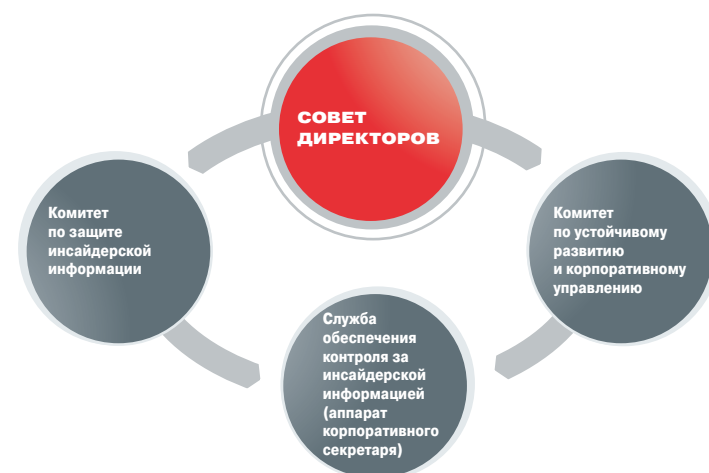 СОВЕТ
ДИРЕКТОРОВ
Комитет
по защите
инсайдерской
информации
Комитет
по устойчивому
развитию
и корпоративному
управлению
Служба
обеспечения
контроля за
инсайдерской
информацией
(аппарат
корпоративного
секретаря)